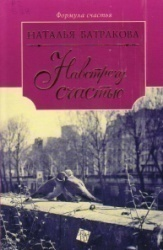 Формула счастья
НАТАЛЬЯ БАТРАКОВА
Навстречу
счастью